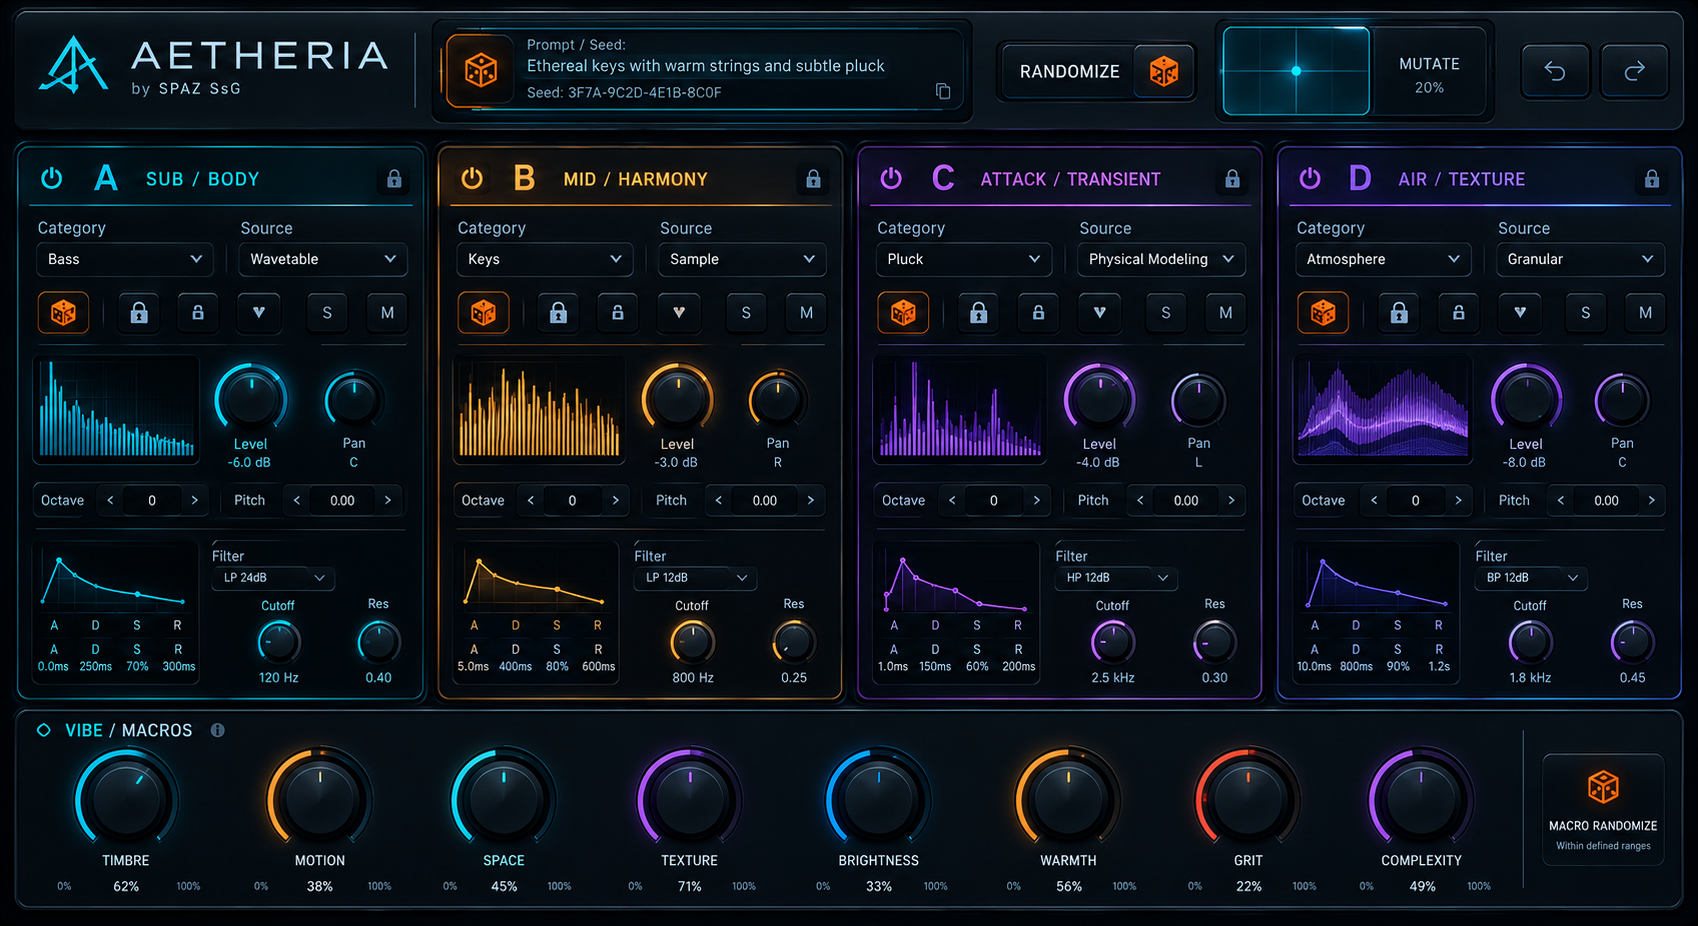 AETHERIA
by SPAZ SsG
Prompt / Seed:
Ethereal keys with warm strings and subtle pluck
Seed: 3F7A-9C2D-4E1B-8C0F
RANDOMIZE
MUTATE
20%
A SUB / BODY
Category Source
Bass Wavetable
S M
Level Pan
-6.0 dB C
Octave < 0 > Pitch < 0.00 >
Filter
LP 24dB
Cutoff Res
A D S R
A D S R
0.0ms 250ms 70% 300ms
120 Hz 0.40
B MID / HARMONY
Category Source
Keys Sample
S M
Level Pan
-3.0 dB R
Octave < 0 > Pitch < 0.00 >
Filter
LP 12dB
Cutoff Res
A D S R
A D S R
5.0ms 400ms 80% 600ms
800 Hz 0.25
C ATTACK / TRANSIENT
Category Source
Pluck Physical Modeling
S M
Level Pan
-4.0 dB L
Octave < 0 > Pitch < 0.00 >
Filter
HP 12dB
Cutoff Res
A D S R
A D S R
1.0ms 150ms 60% 200ms
2.5 kHz 0.30
D AIR / TEXTURE
Category Source
Atmosphere Granular
S M
Level Pan
-8.0 dB C
Octave < 0 > Pitch < 0.00 >
Filter
BP 12dB
Cutoff Res
A D S R
A D S R
10.0ms 800ms 90% 1.2s
1.8 kHz 0.45
VIBE / MACROS i
TIMBRE MOTION SPACE TEXTURE BRIGHTNESS WARMTH GRIT COMPLEXITY
0% 62% 100% 0% 38% 100% 0% 45% 100% 0% 71% 100% 0% 33% 100% 0% 56% 100% 0% 22% 100% 0% 49% 100%
MACRO RANDOMIZE
Within defined ranges